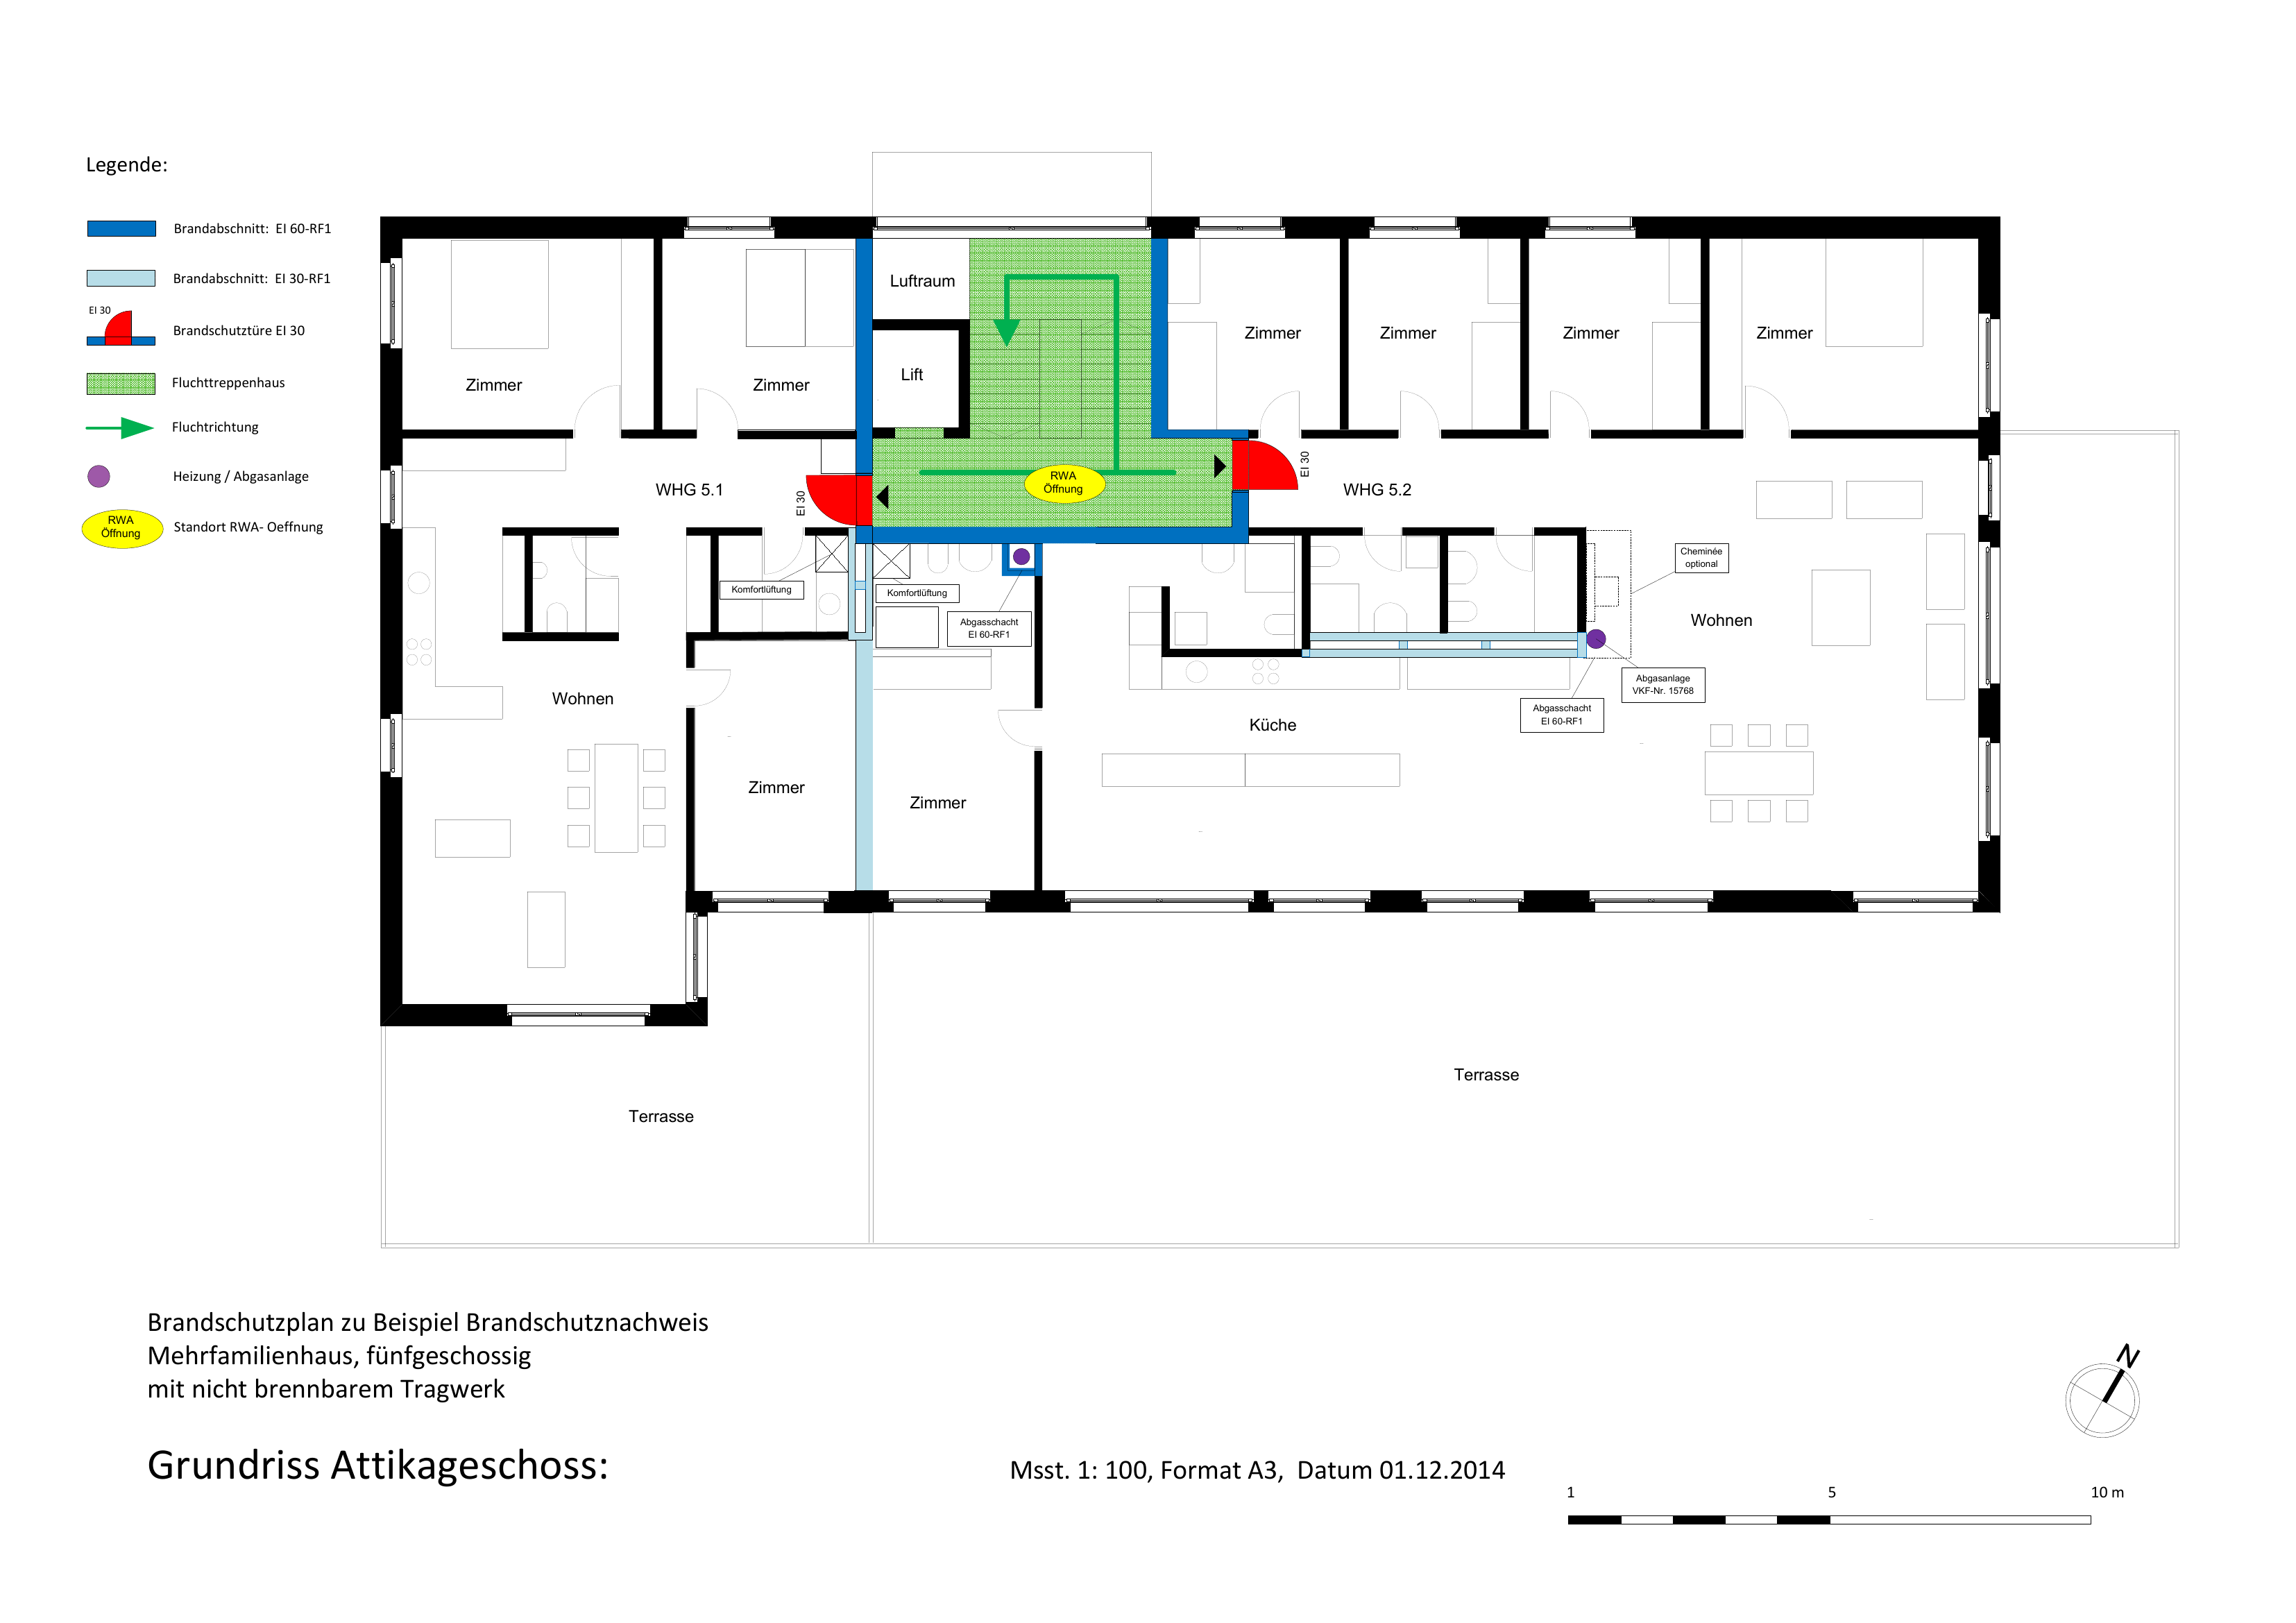 Legende:
Brandabschnitt: EI 60-RF1
Brandabschnitt: EI 30-RF1
EI 30
Brandschutztüre EI 30
Fluchttreppenhaus
Fluchtrichtung
Heizung / Abgasanlage
RWA
Öffnung
Standort RWA- Oeffnung
Luftraum
Lift
Zimmer
Zimmer
Zimmer
Zimmer
Zimmer
Zimmer
WHG 5.1
EI 30
RWA
Öffnung
EI 30
WHG 5.2
Komfortlüftung
Komfortlüftung
Abgasschacht
EI 60-RF1
Cheminée
optional
Wohnen
Abgasanlage
VKF-Nr. 15768
Abgasschacht
EI 60-RF1
Wohnen
Küche
Zimmer
Zimmer
Terrasse
Terrasse
Brandschutzplan zu Beispiel Brandschutznachweis
Mehrfamilienhaus, fünfgeschossig
mit nicht brennbarem Tragwerk
N
Grundriss Attikageschoss:
Msst. 1: 100, Format A3, Datum 01.12.2014
1 5 10 m